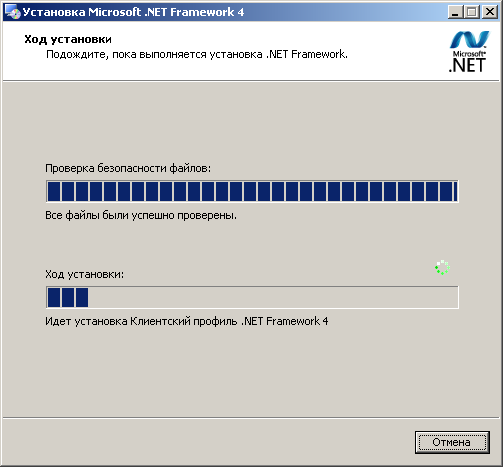 Установка Microsoft .NET Framework 4
Ход установки
Подождите, пока выполняется установка .NET Framework.
Microsoft®
.NET
Проверка безопасности файлов:
Все файлы были успешно проверены.
Ход установки:
Идет установка Клиентский профиль .NET Framework 4
Отмена